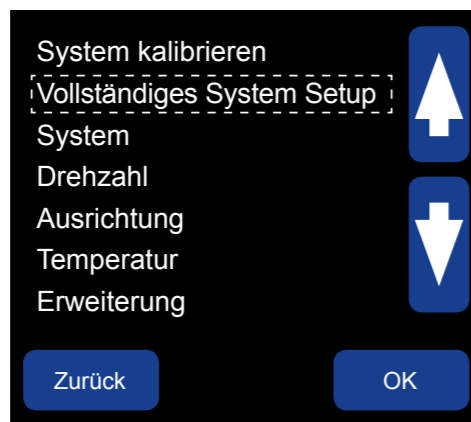 System kalibrieren
Vollständiges System Setup
System
Drehzahl
Ausrichtung
Temperatur
Erweiterung
Zurück
OK